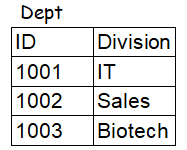 Dept
ID Division
1001 IT
1002 Sales
1003 Biotech